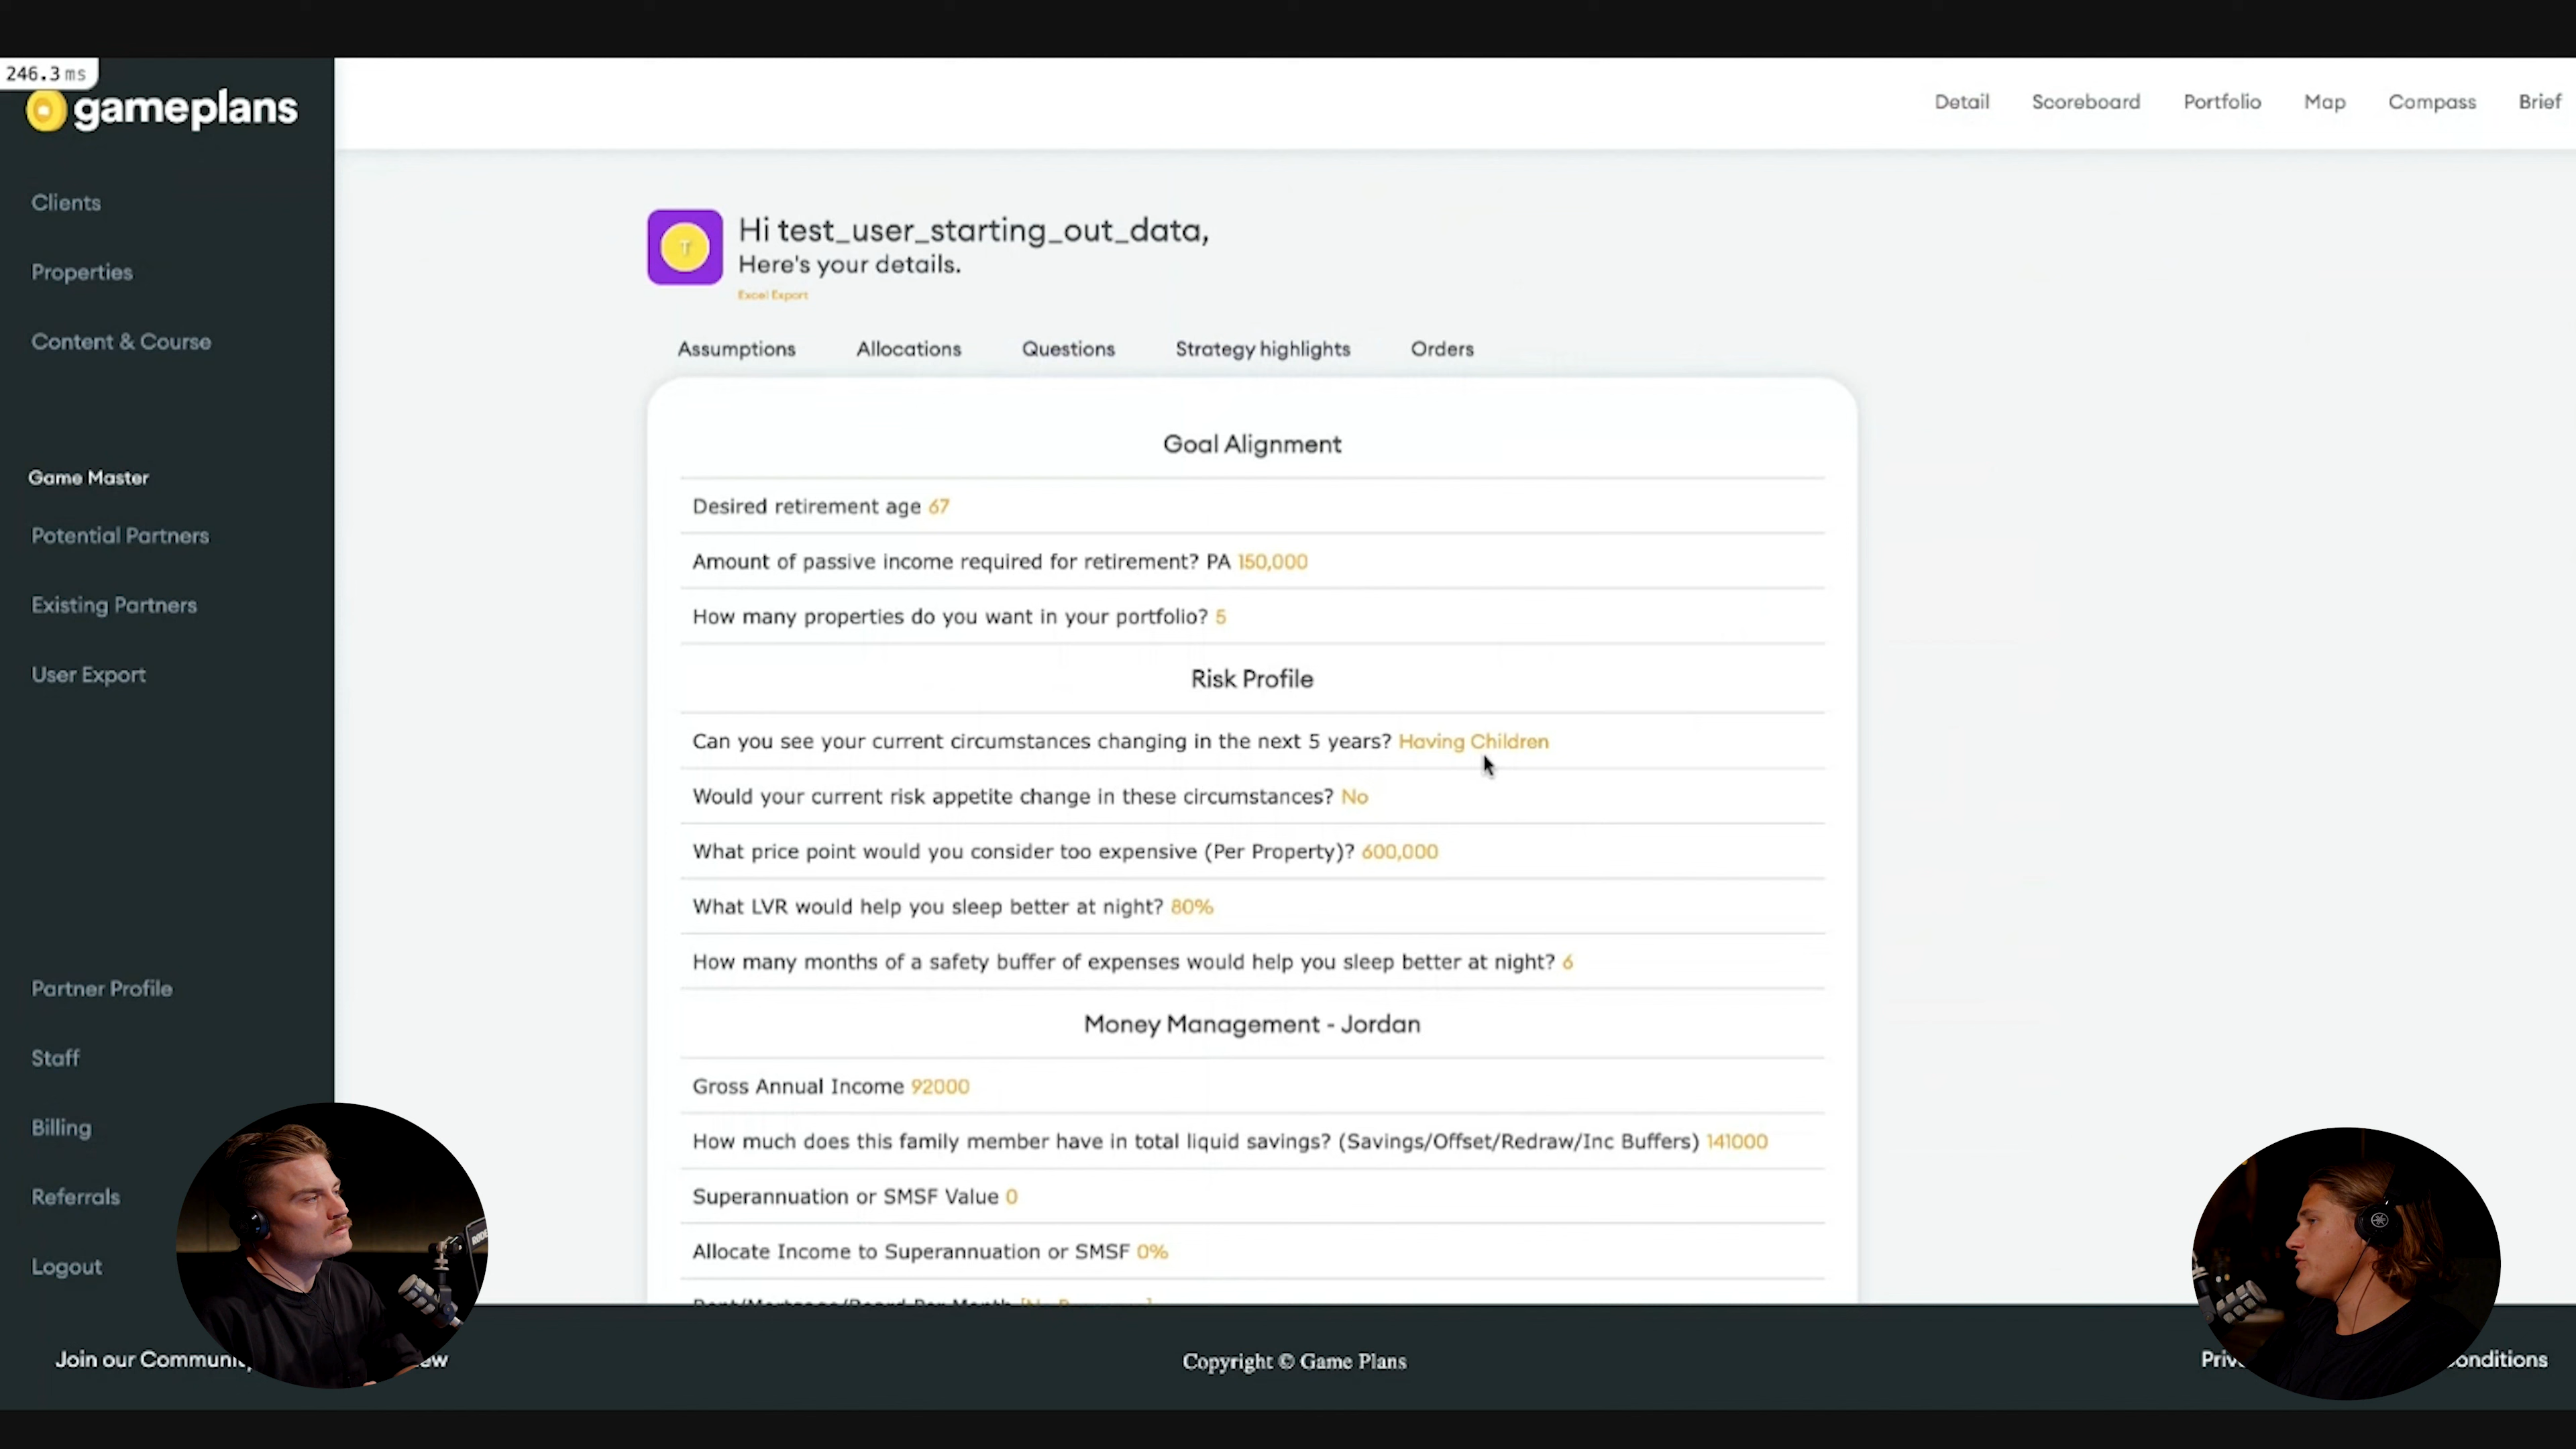 246.3 ms
gameplans
Detail
Scoreboard
Portfolio
Map
Compass
Brief
Clients
Properties
Content & Course
Game Master
Potential Partners
Existing Partners
User Export
Partner Profile
Staff
Billing
Referrals
Logout
T
Hi test_user_starting_out_data,
Here's your details.
Excel Export
Assumptions
Allocations
Questions
Strategy highlights
Orders
Goal Alignment
Desired retirement age 67
Amount of passive income required for retirement? PA 150,000
How many properties do you want in your portfolio? 5
Risk Profile
Can you see your current circumstances changing in the next 5 years? Having Children
Would your current risk appetite change in these circumstances? No
What price point would you consider too expensive (Per Property)? 600,000
What LVR would help you sleep better at night? 80%
How many months of a safety buffer of expenses would help you sleep better at night? 6
Money Management - Jordan
Gross Annual Income 92000
How much does this family member have in total liquid savings? (Savings/Offset/Redraw/Inc Buffers) 141000
Superannuation or SMSF Value 0
Allocate Income to Superannuation or SMSF 0%
Join our
Copyright © Game Plans